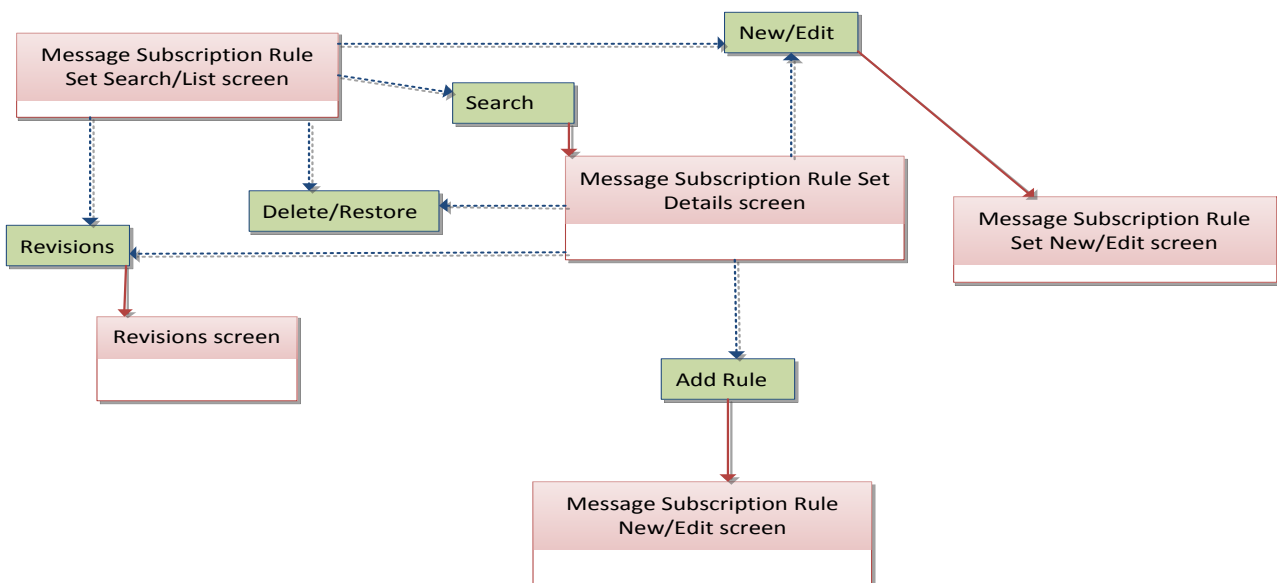 New/Edit
Message Subscription Rule
Set Search/List screen
Search
Message Subscription Rule Set
Details screen
Delete/Restore
Message Subscription Rule
Set New/Edit screen
Revisions
Revisions screen
Add Rule
Message Subscription Rule
New/Edit screen